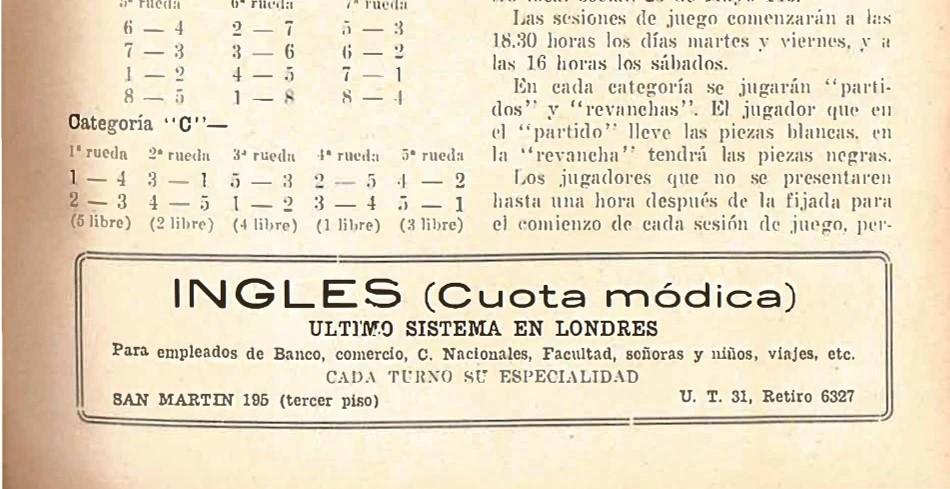 5ª rueda 6ª rueda 7ª rueda
6 — 4 2 — 7 5 — 3
7 — 3 3 — 6 6 — 2
1 — 2 4 — 5 7 — 1
8 — 5 1 — 8 8 — 4
Categoría "C"—
1ª rueda 2ª rueda 3ª rueda 4ª rueda 5ª rueda
1 — 4 3 — 1 5 — 3 2 — 5 4 — 2
2 — 3 4 — 5 1 — 2 3 — 4 5 — 1
(5 libre) (2 libre) (4 libre) (1 libre) (3 libre)
Las sesiones de juego comenzarán a las
18.30 horas los días martes y viernes, y a
las 16 horas los sábados.
En cada categoría se jugarán "parti-
dos" y "revanchas". El jugador que en
el "partido" lleve las piezas blancas, en
la "revancha" tendrá las piezas negras.
Los jugadores que no se presentaren
hasta una hora después de la fijada para
el comienzo de cada sesión de juego, per-
INGLES (Cuota módica)
ULTIMO SISTEMA EN LONDRES
Para empleados de Banco, comercio, C. Nacionales, Facultad, señoras y niños, viajes, etc.
CADA TURNO SU ESPECIALIDAD
SAN MARTIN 195 (tercer piso) U. T. 31, Retiro 6327